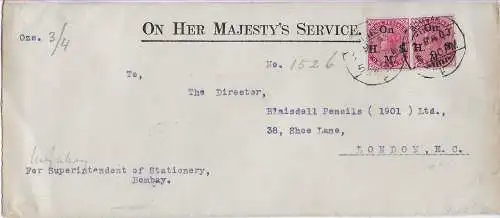 ON HER MAJESTY'S SERVICE.
Ozs. 3/4
On On
H. S. H.
M. M.
No. 1526
To,
The Director,
Blaisdell Pencils (1901) Ltd.,
38, Shoe Lane,
LONDON, E.C.
For Superintendent of Stationery,
Bombay.